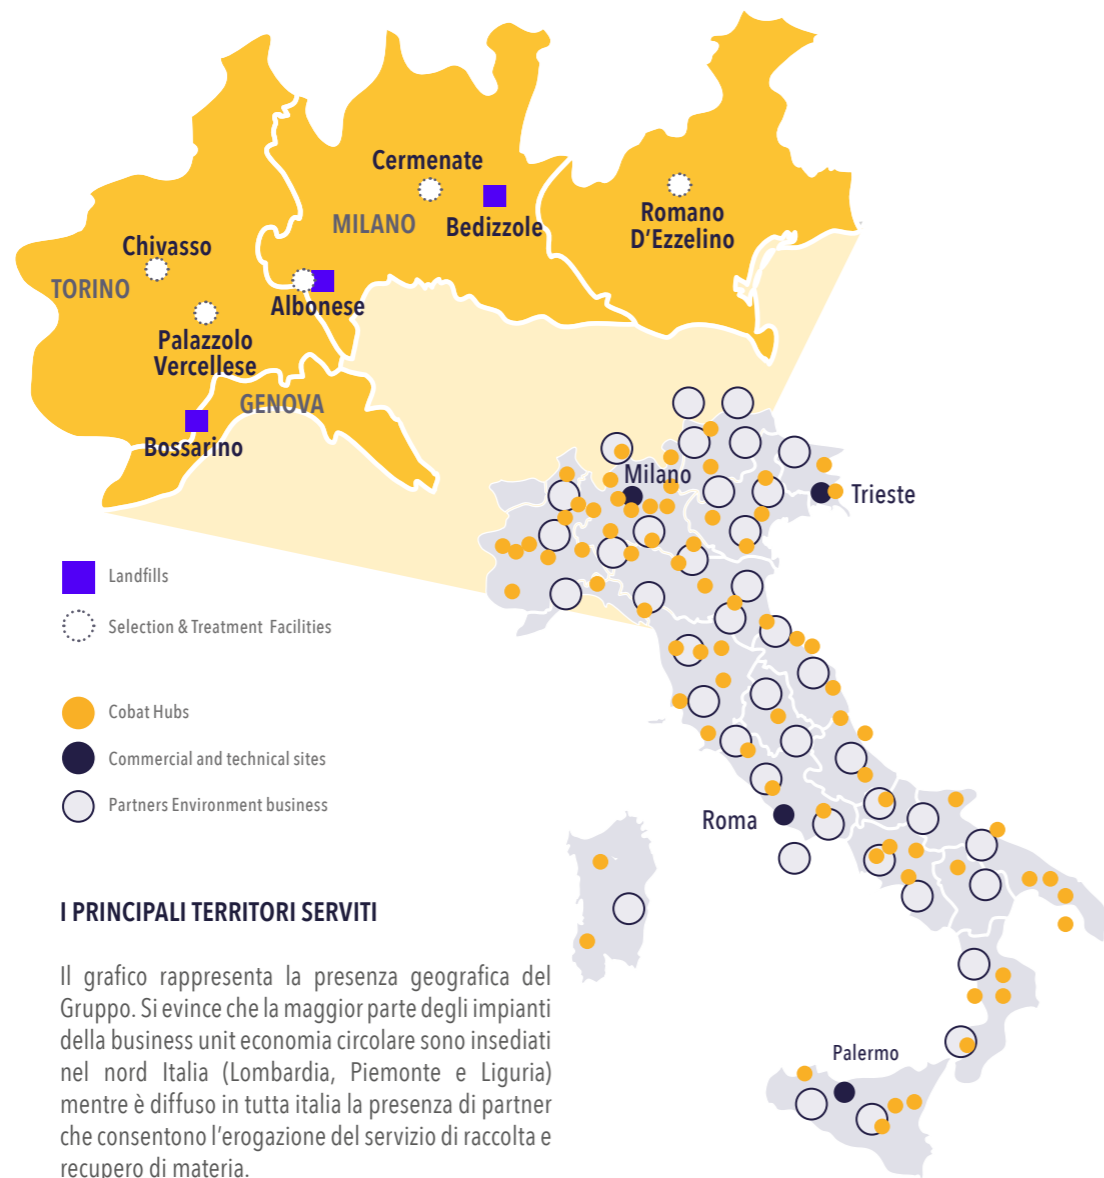 Cermenate
MILANO
Bedizzole
Romano
D'Ezzelino
Chivasso
TORINO
Albonese
Palazzolo
Vercellese
GENOVA
Bossarino
Milano
Trieste
Landfills
Selection & Treatment Facilities
Cobat Hubs
Commercial and technical sites
Partners Environment business
Roma
Palermo
I PRINCIPALI TERRITORI SERVITI
Il grafico rappresenta la presenza geografica del
Gruppo. Si evince che la maggior parte degli impianti
della business unit economia circolare sono insediati
nel nord Italia (Lombardia, Piemonte e Liguria)
mentre è diffuso in tutta italia la presenza di partner
che consentono l'erogazione del servizio di raccolta e
recupero di materia.